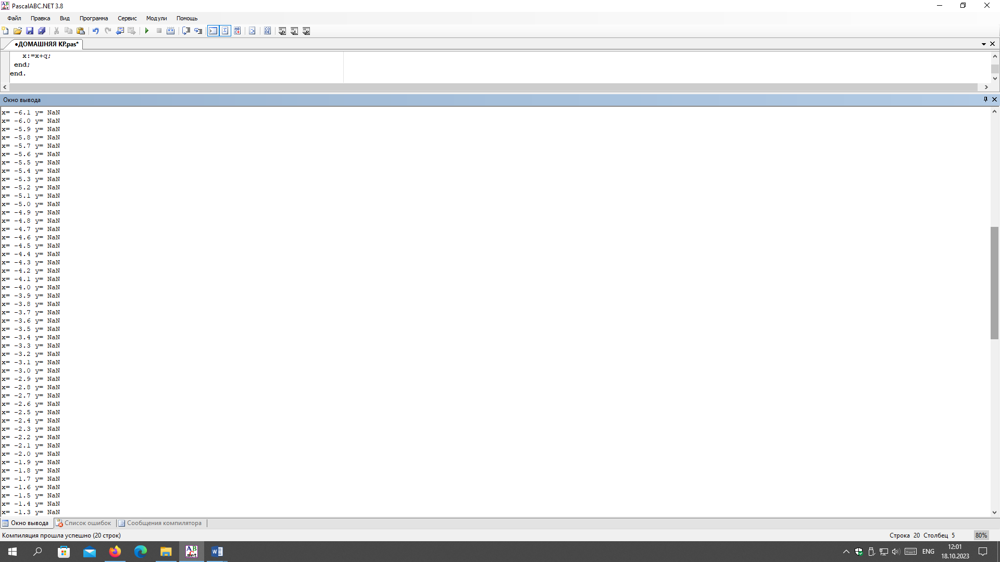 PascalABC.NET 3.8
Файл Правка Вид Программа Сервис Модули Помощь
•ДОМАШНЯЯ КР.pas*
x:=x+q;
end;
end.
Окно вывода
x= -6.1 y= NaN
x= -6.0 y= NaN
x= -5.9 y= NaN
x= -5.8 y= NaN
x= -5.7 y= NaN
x= -5.6 y= NaN
x= -5.5 y= NaN
x= -5.4 y= NaN
x= -5.3 y= NaN
x= -5.2 y= NaN
x= -5.1 y= NaN
x= -5.0 y= NaN
x= -4.9 y= NaN
x= -4.8 y= NaN
x= -4.7 y= NaN
x= -4.6 y= NaN
x= -4.5 y= NaN
x= -4.4 y= NaN
x= -4.3 y= NaN
x= -4.2 y= NaN
x= -4.1 y= NaN
x= -4.0 y= NaN
x= -3.9 y= NaN
x= -3.8 y= NaN
x= -3.7 y= NaN
x= -3.6 y= NaN
x= -3.5 y= NaN
x= -3.4 y= NaN
x= -3.3 y= NaN
x= -3.2 y= NaN
x= -3.1 y= NaN
x= -3.0 y= NaN
x= -2.9 y= NaN
x= -2.8 y= NaN
x= -2.7 y= NaN
x= -2.6 y= NaN
x= -2.5 y= NaN
x= -2.4 y= NaN
x= -2.3 y= NaN
x= -2.2 y= NaN
x= -2.1 y= NaN
x= -2.0 y= NaN
x= -1.9 y= NaN
x= -1.8 y= NaN
x= -1.7 y= NaN
x= -1.6 y= NaN
x= -1.5 y= NaN
x= -1.4 y= NaN
x= -1.3 y= NaN
Окно вывода Список ошибок Сообщения компилятора
Компиляция прошла успешно (20 строк) Строка 20 Столбец 5 80%
ENG 12:01
18.10.2023